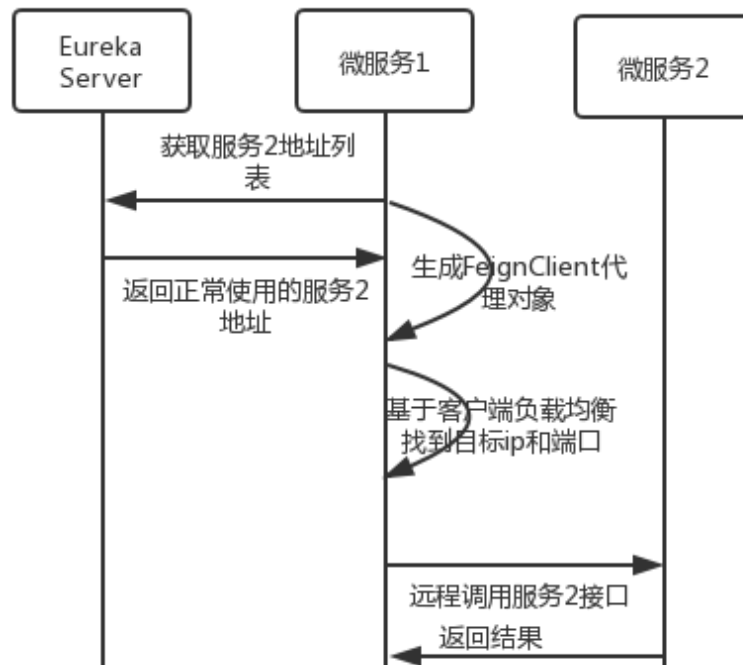 Eureka
Server
微服务1
微服务2
获取服务2地址列
表
生成FeignClient代
理对象
返回正常使用的服务2
地址
基于客户端负载均衡
找到目标ip和端口
远程调用服务2接口
返回结果